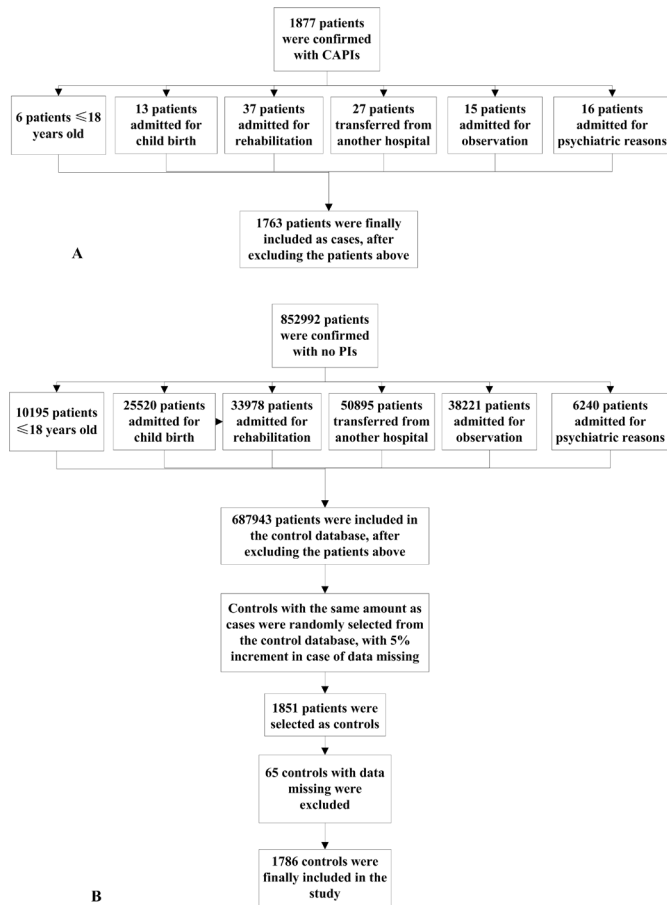 1877 patients
were confirmed
with CAPIs
6 patients ≤18
years old
13 patients
admitted for
child birth
37 patients
admitted for
rehabilitation
27 patients
transferred from
another hospital
15 patients
admitted for
observation
16 patients
admitted for
psychiatric reasons
1763 patients were finally
included as cases, after
excluding the patients above
A
852992 patients
were confirmed
with no PIs
10195 patients
≤18 years old
25520 patients
admitted for
child birth
33978 patients
admitted for
rehabilitation
50895 patients
transferred from
another hospital
38221 patients
admitted for
observation
6240 patients
admitted for
psychiatric reasons
687943 patients were included in
the control database, after
excluding the patients above
Controls with the same amount as
cases were randomly selected from
the control database, with 5%
increment in case of data missing
1851 patients were
selected as controls
65 controls with data
missing were
excluded
1786 controls were
finally included in the
study
B